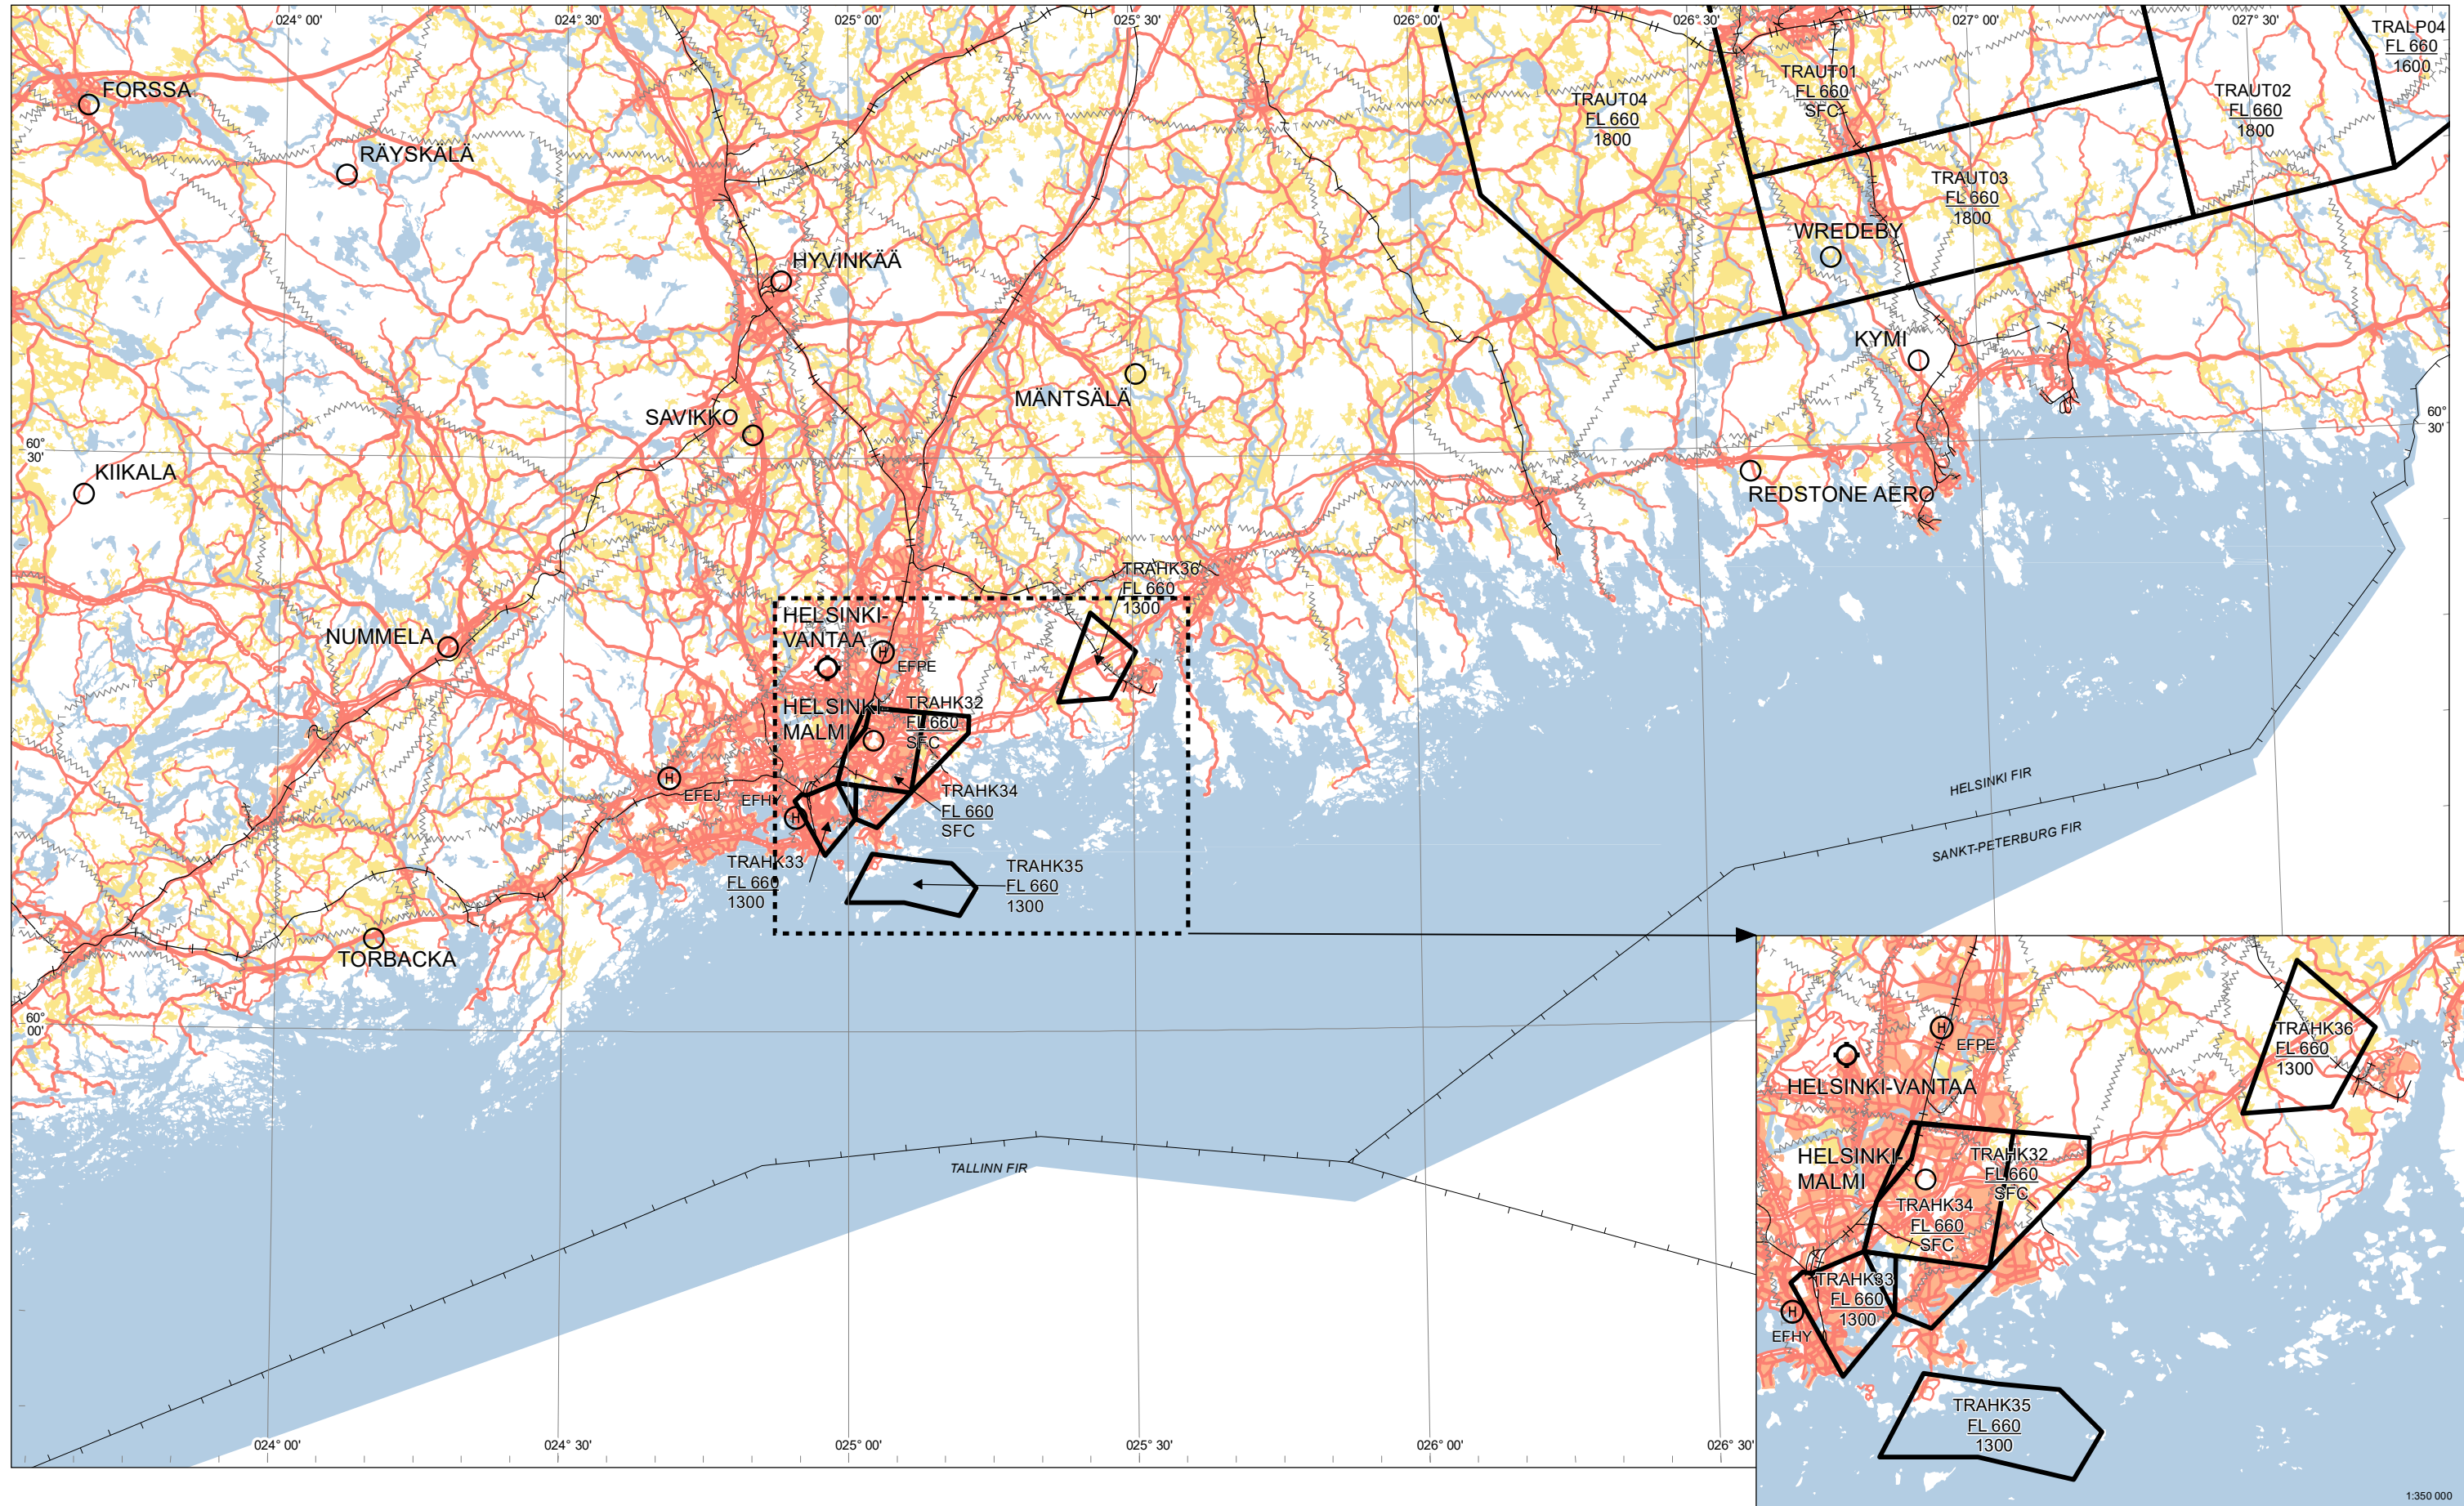 024° 00'
024° 30'
025° 00'
025° 30'
026° 00'
026° 30'
027° 00'
027° 30'
TRALP04
FL 660
1600
FORSSA
RÄYSKÄLÄ
TRAUT04
FL 660
1800
TRAUT01
FL 660
SFC
TRAUT02
FL 660
1800
TRAUT03
FL 660
1800
WREDEBY
HYVINKÄÄ
KYMI
MÄNTSÄLÄ
SAVIKKO
60°
30'
60°
30'
KIIKALA
REDSTONE AERO
TRAHK36
FL 660
1300
NUMMELA
HELSINKI-
VANTAA
H
EFPE
HELSINKI-
MALMI
TRAHK32
FL 660
SFC
H
EFEJ
EFHY
H
TRAHK34
FL 660
SFC
TRAHK33
FL 660
1300
TRAHK35
FL 660
1300
HELSINKI FIR
SANKT-PETERBURG FIR
TORBACKA
60°
00'
TALLINN FIR
024° 00'
024° 30'
025° 00'
025° 30'
026° 00'
026° 30'
H
EFPE
HELSINKI-VANTAA
TRAHK36
FL 660
1300
HELSINKI-
MALMI
TRAHK32
FL 660
SFC
TRAHK34
FL 660
SFC
TRAHK33
FL 660
1300
H
EFHY
TRAHK35
FL 660
1300
1:350 000